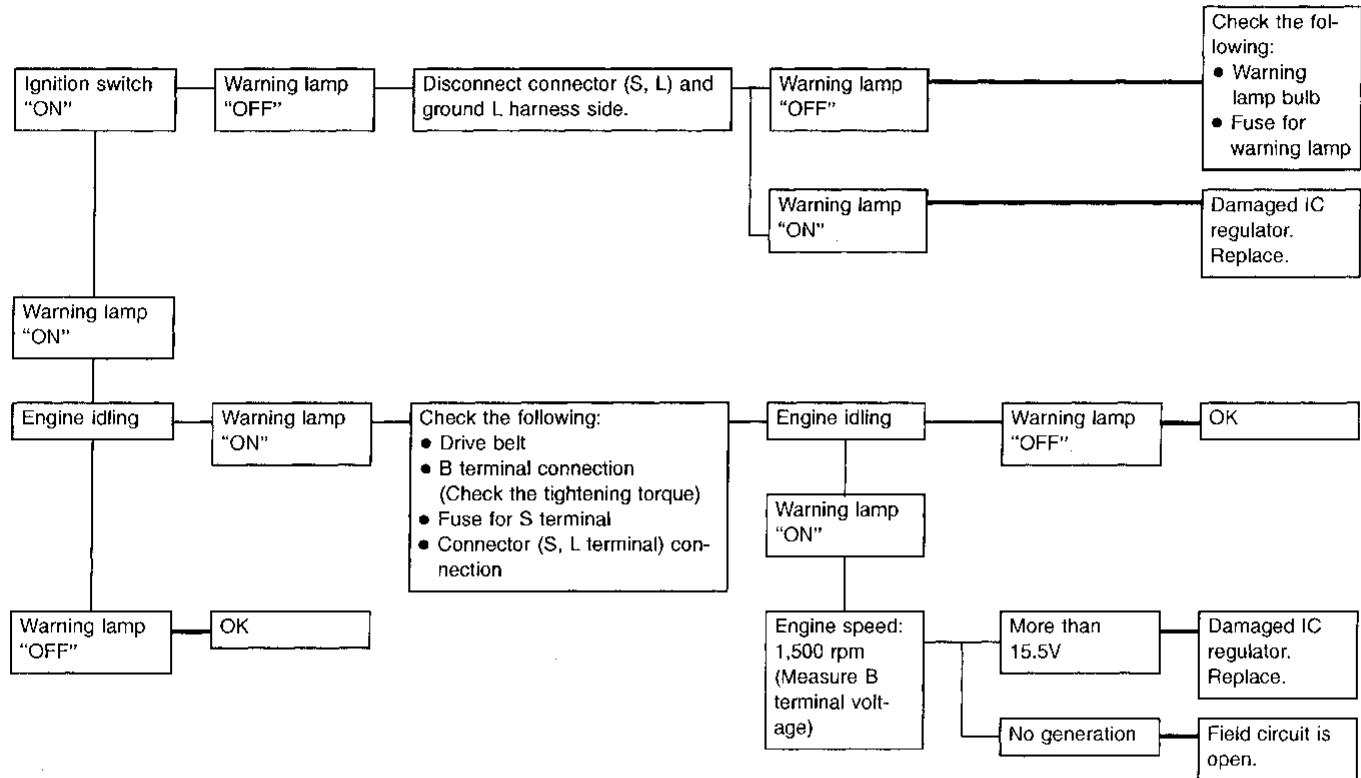 Ignition switch
"ON"
Warning lamp
"OFF"
Disconnect connector (S, L) and
ground L harness side.
Warning lamp
"OFF"
Check the fol-
lowing:
● Warning
lamp bulb
● Fuse for
warning lamp
Warning lamp
"ON"
Damaged IC
regulator.
Replace.
Warning lamp
"ON"
Engine idling
Warning lamp
"ON"
Check the following:
● Drive belt
● B terminal connection
(Check the tightening torque)
● Fuse for S terminal
● Connector (S, L terminal) con-
nection
Engine idling
Warning lamp
"OFF"
OK
Warning lamp
"ON"
Warning lamp
"OFF"
OK
Engine speed:
1,500 rpm
(Measure B
terminal volt-
age)
More than
15.5V
Damaged IC
regulator.
Replace.
No generation
Field circuit is
open.